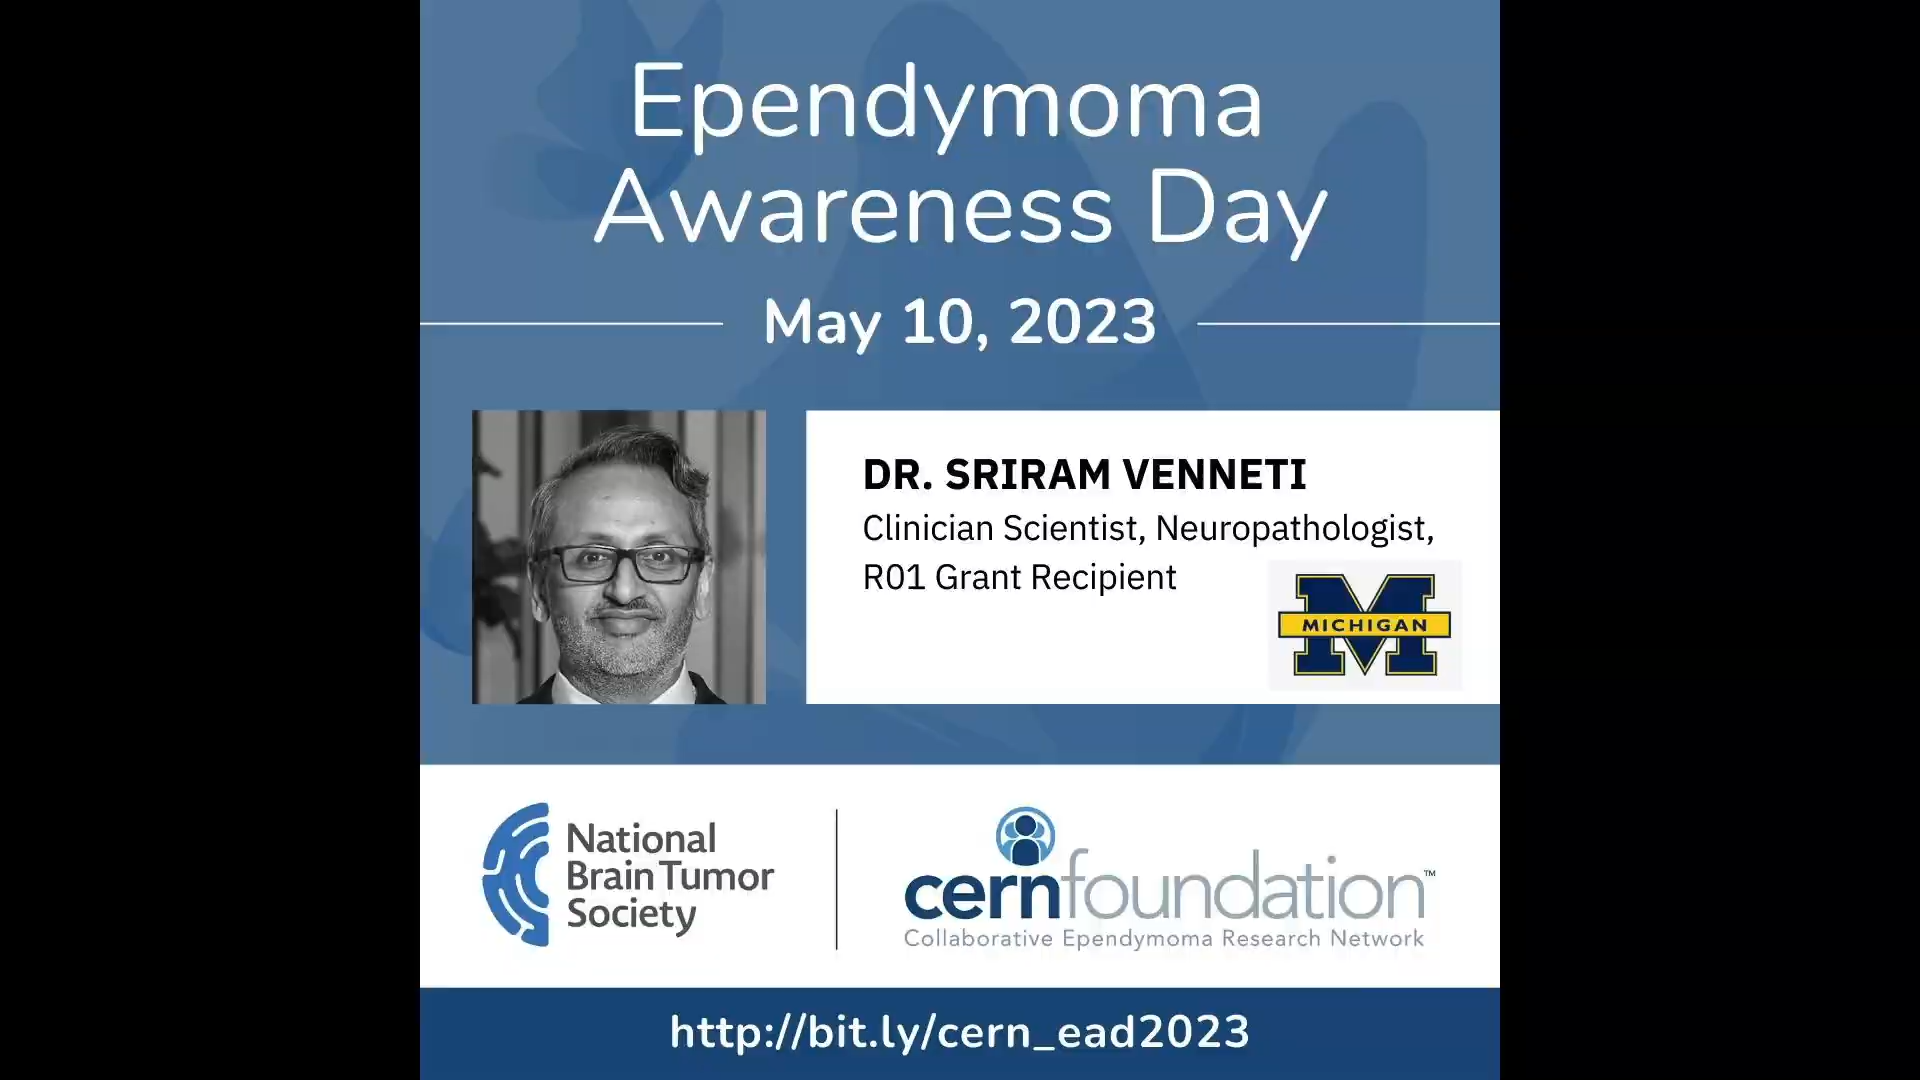 Ependymoma
Awareness Day
May 10, 2023
DR. SRIRAM VENNETI
Clinician Scientist, Neuropathologist,
R01 Grant Recipient
MICHIGAN
National
Brain Tumor
Society
cernfoundation™
Collaborative Ependymoma Research Network
http://bit.ly/cern_ead2023